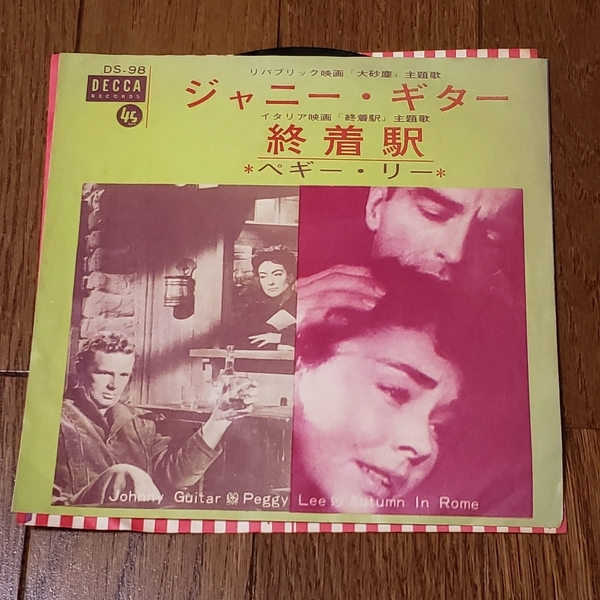 DS-98
DECCA
RECORDS
45
リパブリック映画「大砂塵」主題歌
ジャニー・ギター
イタリア映画「終着駅」主題歌
終着駅
*ペギー・リー*
Johnny Guitar Peggy Lee Autumn In Rome